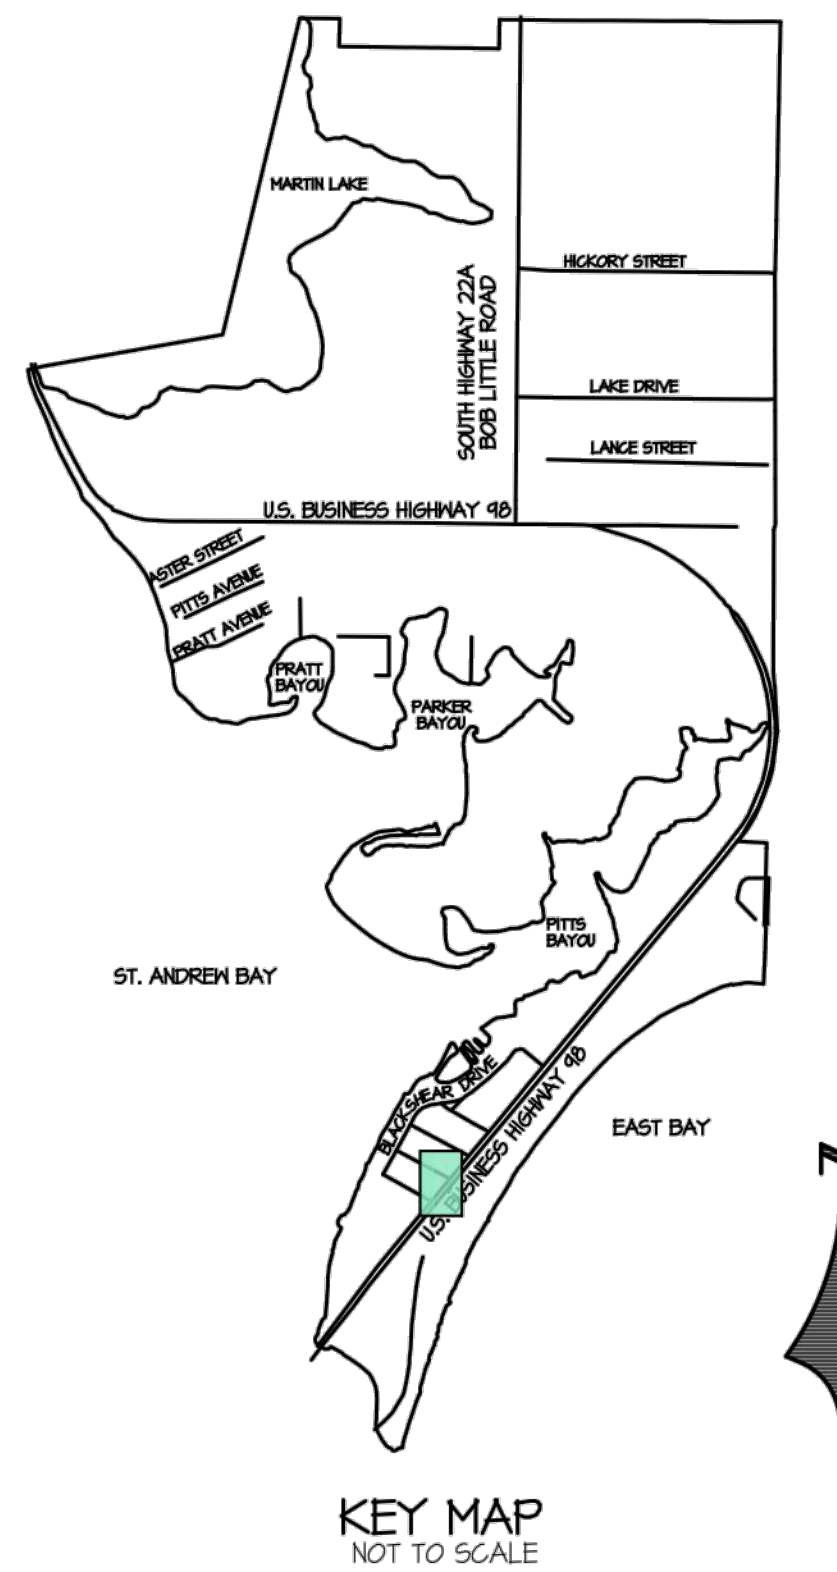 MARTIN LAKE
HICKORY STREET
SOUTH HIGHWAY 22A
BOB LITTLE ROAD
LAKE DRIVE
LANCE STREET
U.S. BUSINESS HIGHWAY 98
ASTER STREET
PITTS AVENUE
PRATT AVENUE
PRATT
BAYOU
PARKER
BAYOU
PITTS
BAYOU
ST. ANDREW BAY
BLACKSHEAR DRIVE
U.S. BUSINESS HIGHWAY 98
EAST BAY
KEY MAP
NOT TO SCALE